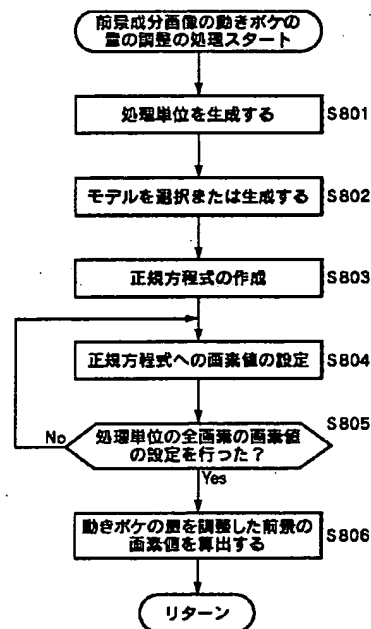 前景成分画像の動きボケの
量の調整の処理スタート
処理単位を生成する
S801
モデルを選択または生成する
S802
正規方程式の作成
S803
正規方程式への画素値の設定
S804
S805
No
処理単位の全画素の画素値
の設定を行った?
Yes
動きボケの量を調整した前景の
画素値を算出する
S806
リターン